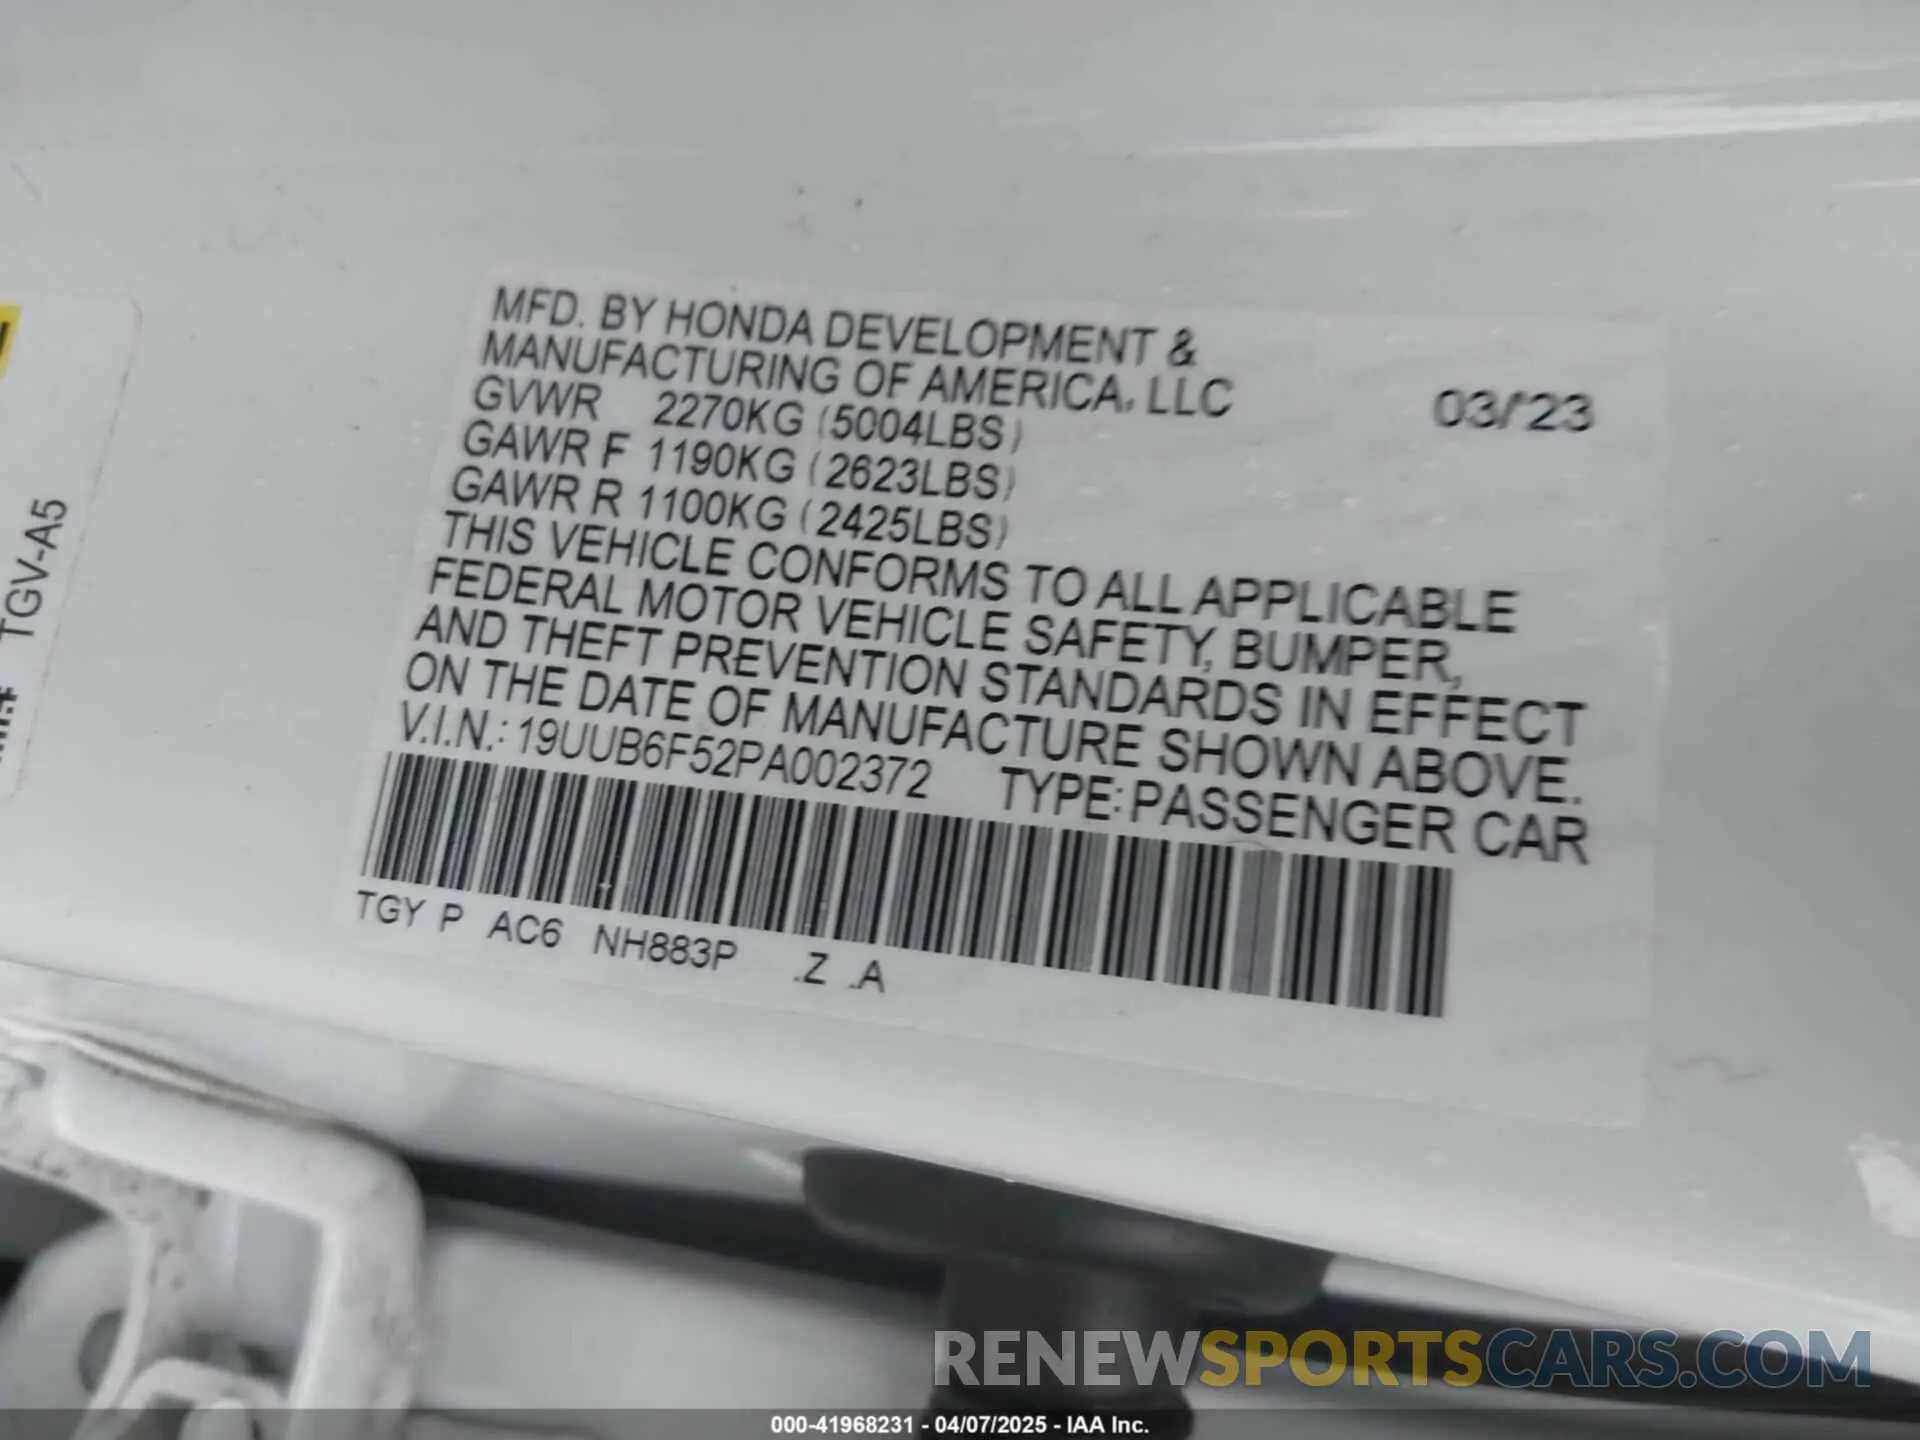 MFD. BY HONDA DEVELOPMENT &
MANUFACTURING OF AMERICA, LLC 03/'23
GVWR 2270KG (5004LBS)
GAWR F 1190KG (2623LBS)
GAWR R 1100KG (2425LBS)
THIS VEHICLE CONFORMS TO ALL APPLICABLE
FEDERAL MOTOR VEHICLE SAFETY, BUMPER,
AND THEFT PREVENTION STANDARDS IN EFFECT
ON THE DATE OF MANUFACTURE SHOWN ABOVE.
V.I.N.: 19UUB6F52PA002372 TYPE: PASSENGER CAR
TGY P AC6 NH883P .Z .A
TGV-A5
RENEWSPORTSCARS.COM
000-41968231 - 04/07/2025 - IAA Inc.